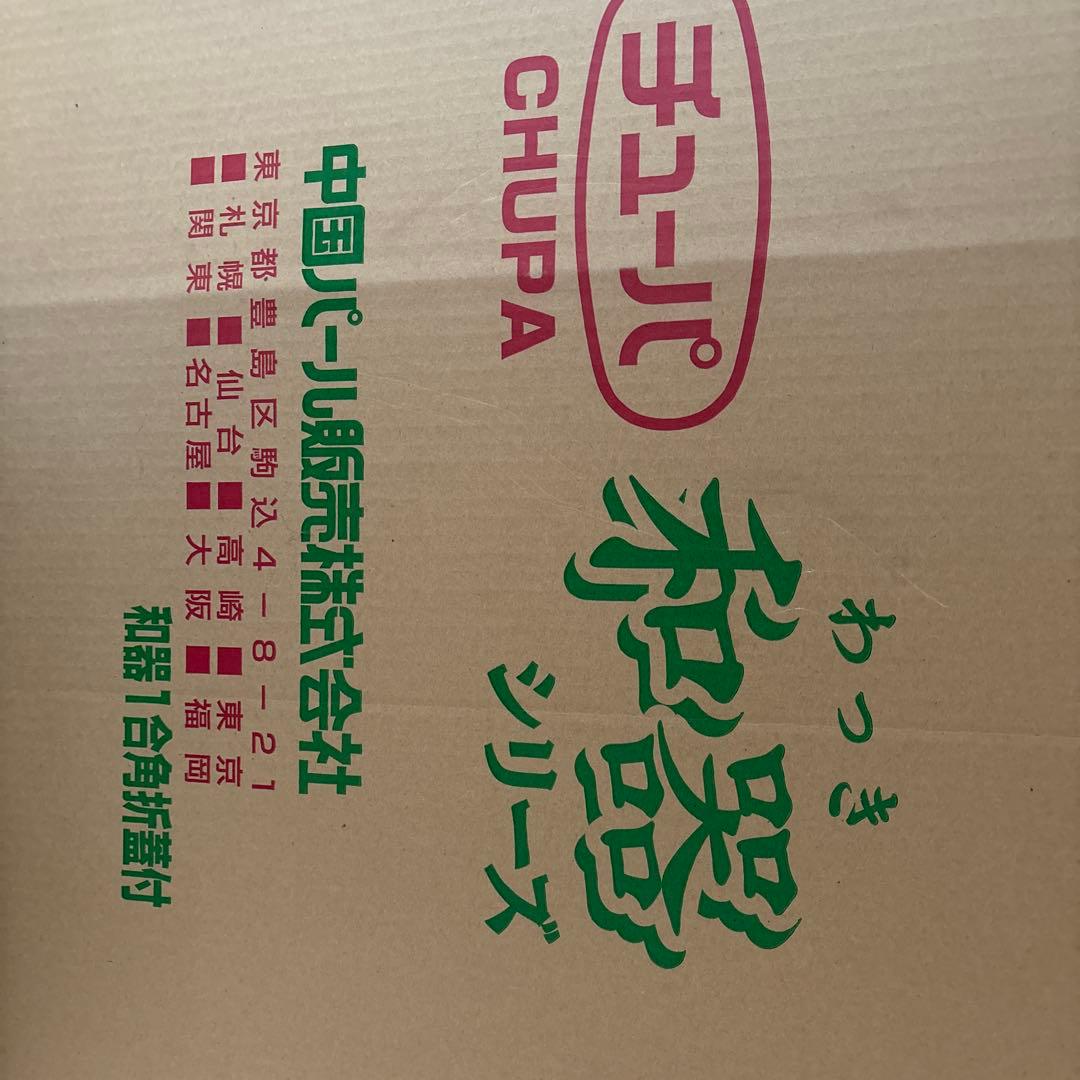 チューパ
CHUPA
わっき
和器
シリーズ
中国パール販売株式会社
東京都豊島区駒込4-8-21
■札幌■仙台■高崎■東京
■関東■名古屋■大阪■福岡
和器1合角折蓋付